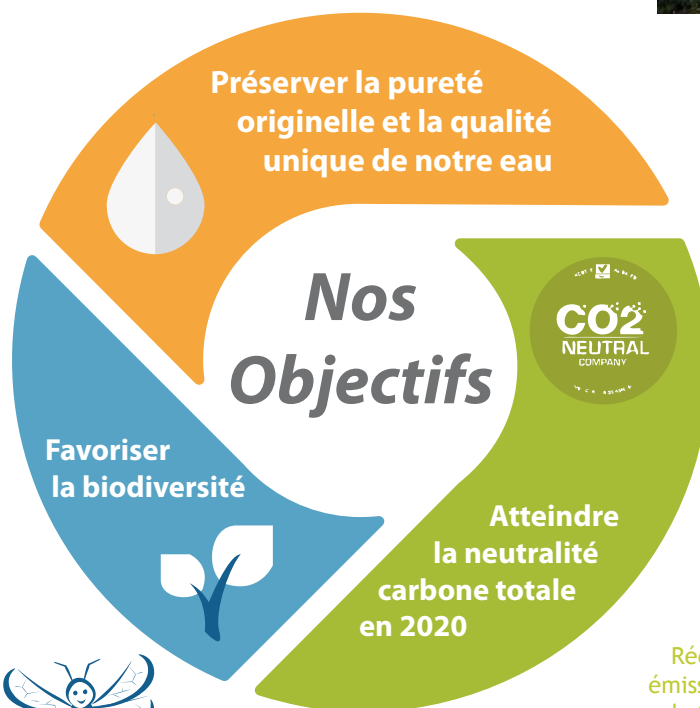 Préserver la pureté
originelle et la qualité
unique de notre eau
Nos
Objectifs
CO2
NEUTRAL
COMPANY
Favoriser
la biodiversité
Atteindre
la neutralité
carbone totale
en 2020